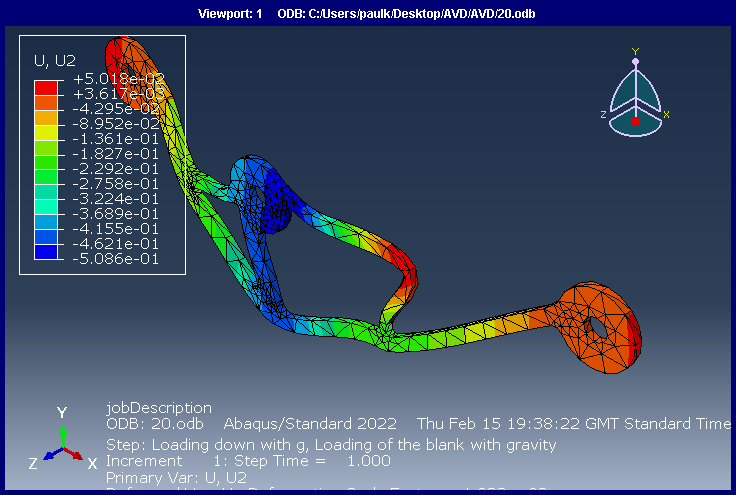 Viewport: 1 ODB: C:/Users/paulk/Desktop/AVD/AVD/20.odb
U, U2
+5.018e-02
+3.617e-03
-4.295e-02
-8.952e-02
-1.361e-01
-1.827e-01
-2.292e-01
-2.758e-01
-3.224e-01
-3.689e-01
-4.155e-01
-4.621e-01
-5.086e-01
Y
Z X
Y
Z X
jobDescription
ODB: 20.odb Abaqus/Standard 2022 Thu Feb 15 19:38:22 GMT Standard Time
Step: Loading down with g, Loading of the blank with gravity
Increment 1: Step Time = 1.000
Primary Var: U, U2